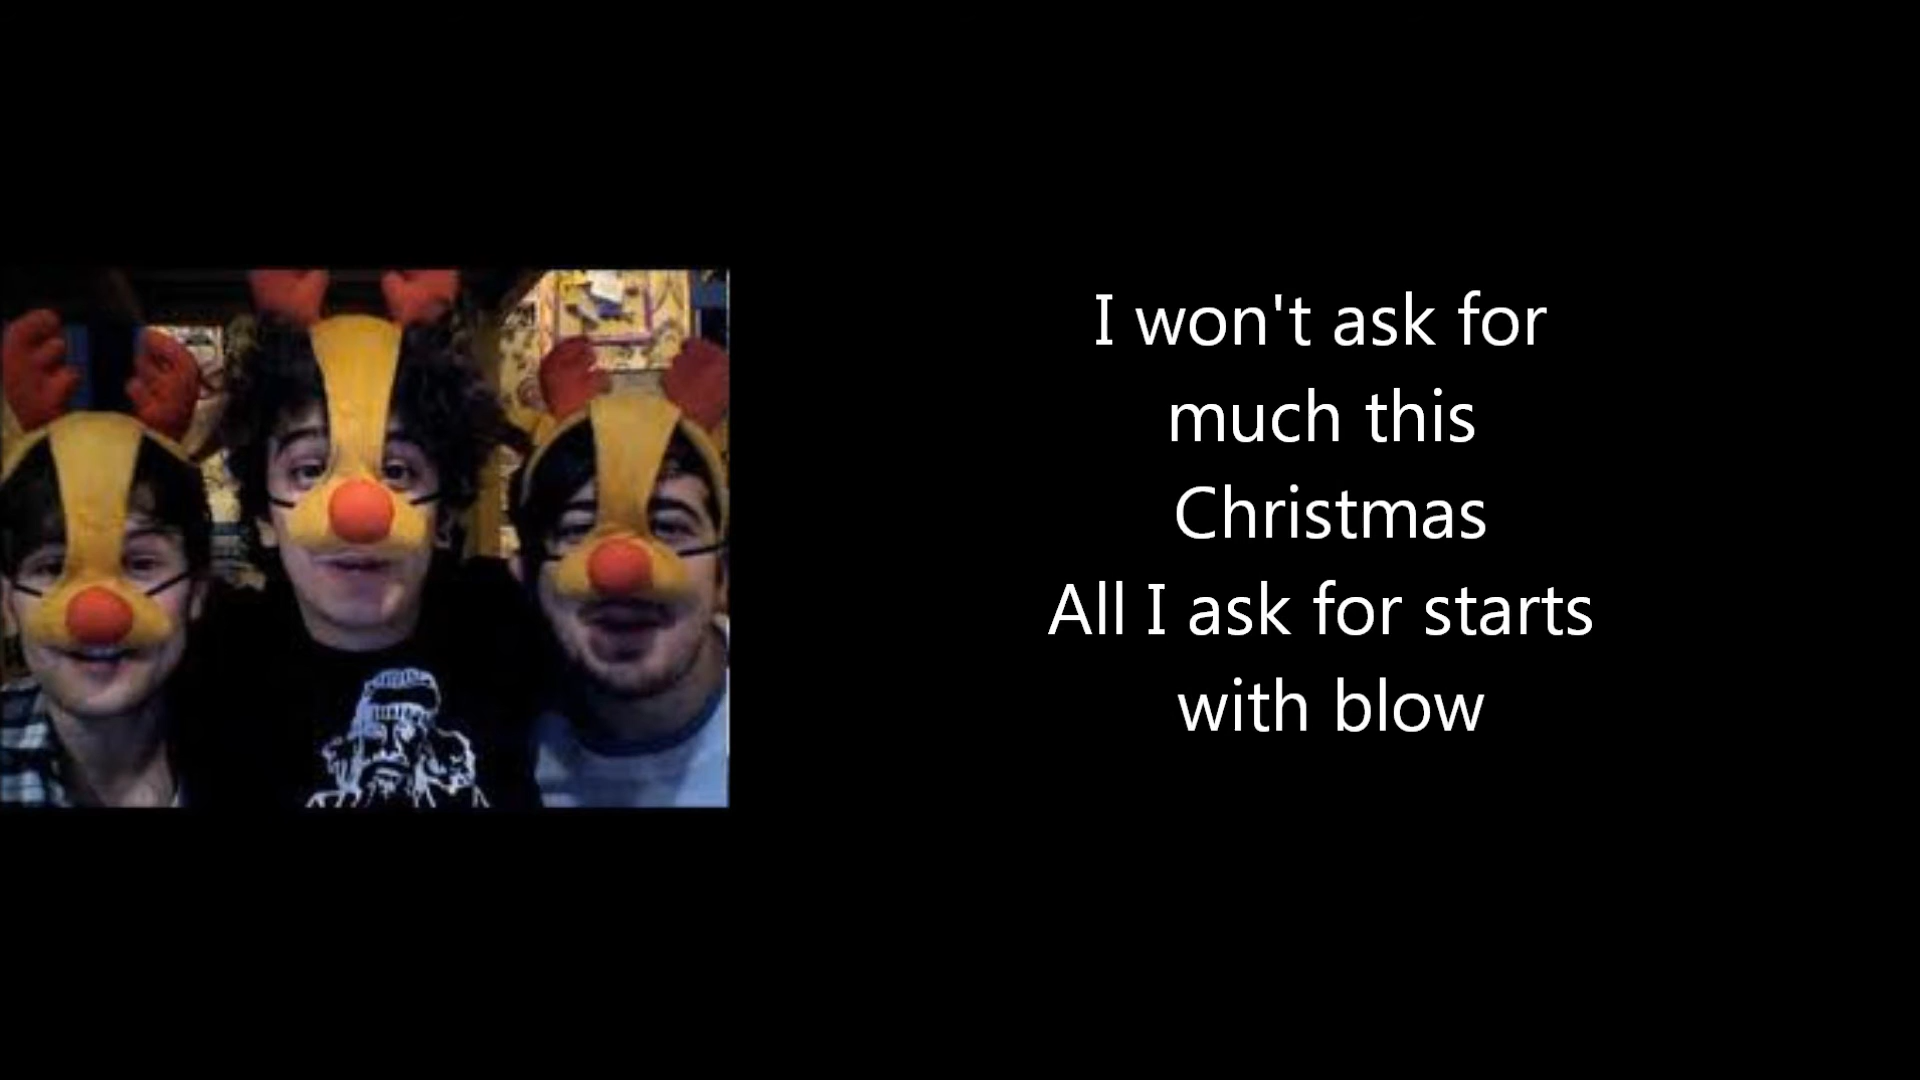 I won't ask for
much this
Christmas
All I ask for starts
with blow